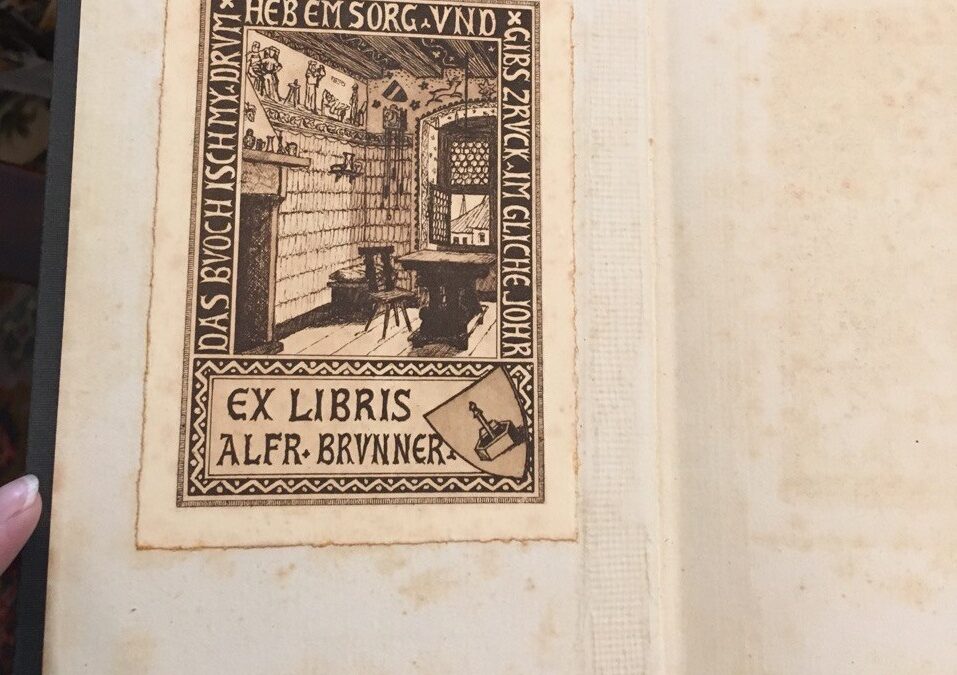 DAS BVOCH ISCH MY, DRVM
HEB EM SORG VND
GIBS ZRVCK IM GLICHE JOHR
EX LIBRIS
ALFR. BRVNNER.